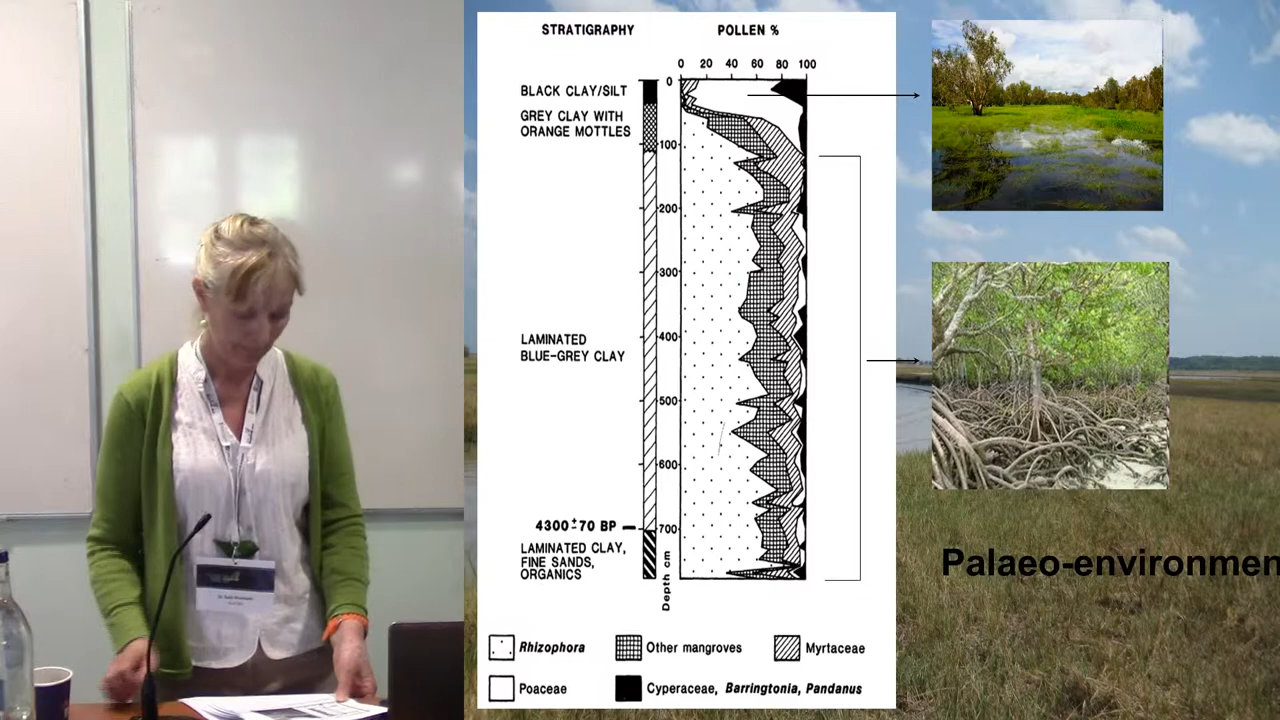 STRATIGRAPHY
POLLEN %
0 20 40 60 80 100
0
BLACK CLAY/SILT
GREY CLAY WITH
ORANGE MOTTLES
100
200
300
LAMINATED
BLUE-GREY CLAY
400
500
600
4300±70 BP
700
LAMINATED CLAY,
FINE SANDS,
ORGANICS
Depth cm
Rhizophora
Other mangroves
Myrtaceae
Poaceae
Cyperaceae, Barringtonia, Pandanus
Palaeo-environmen